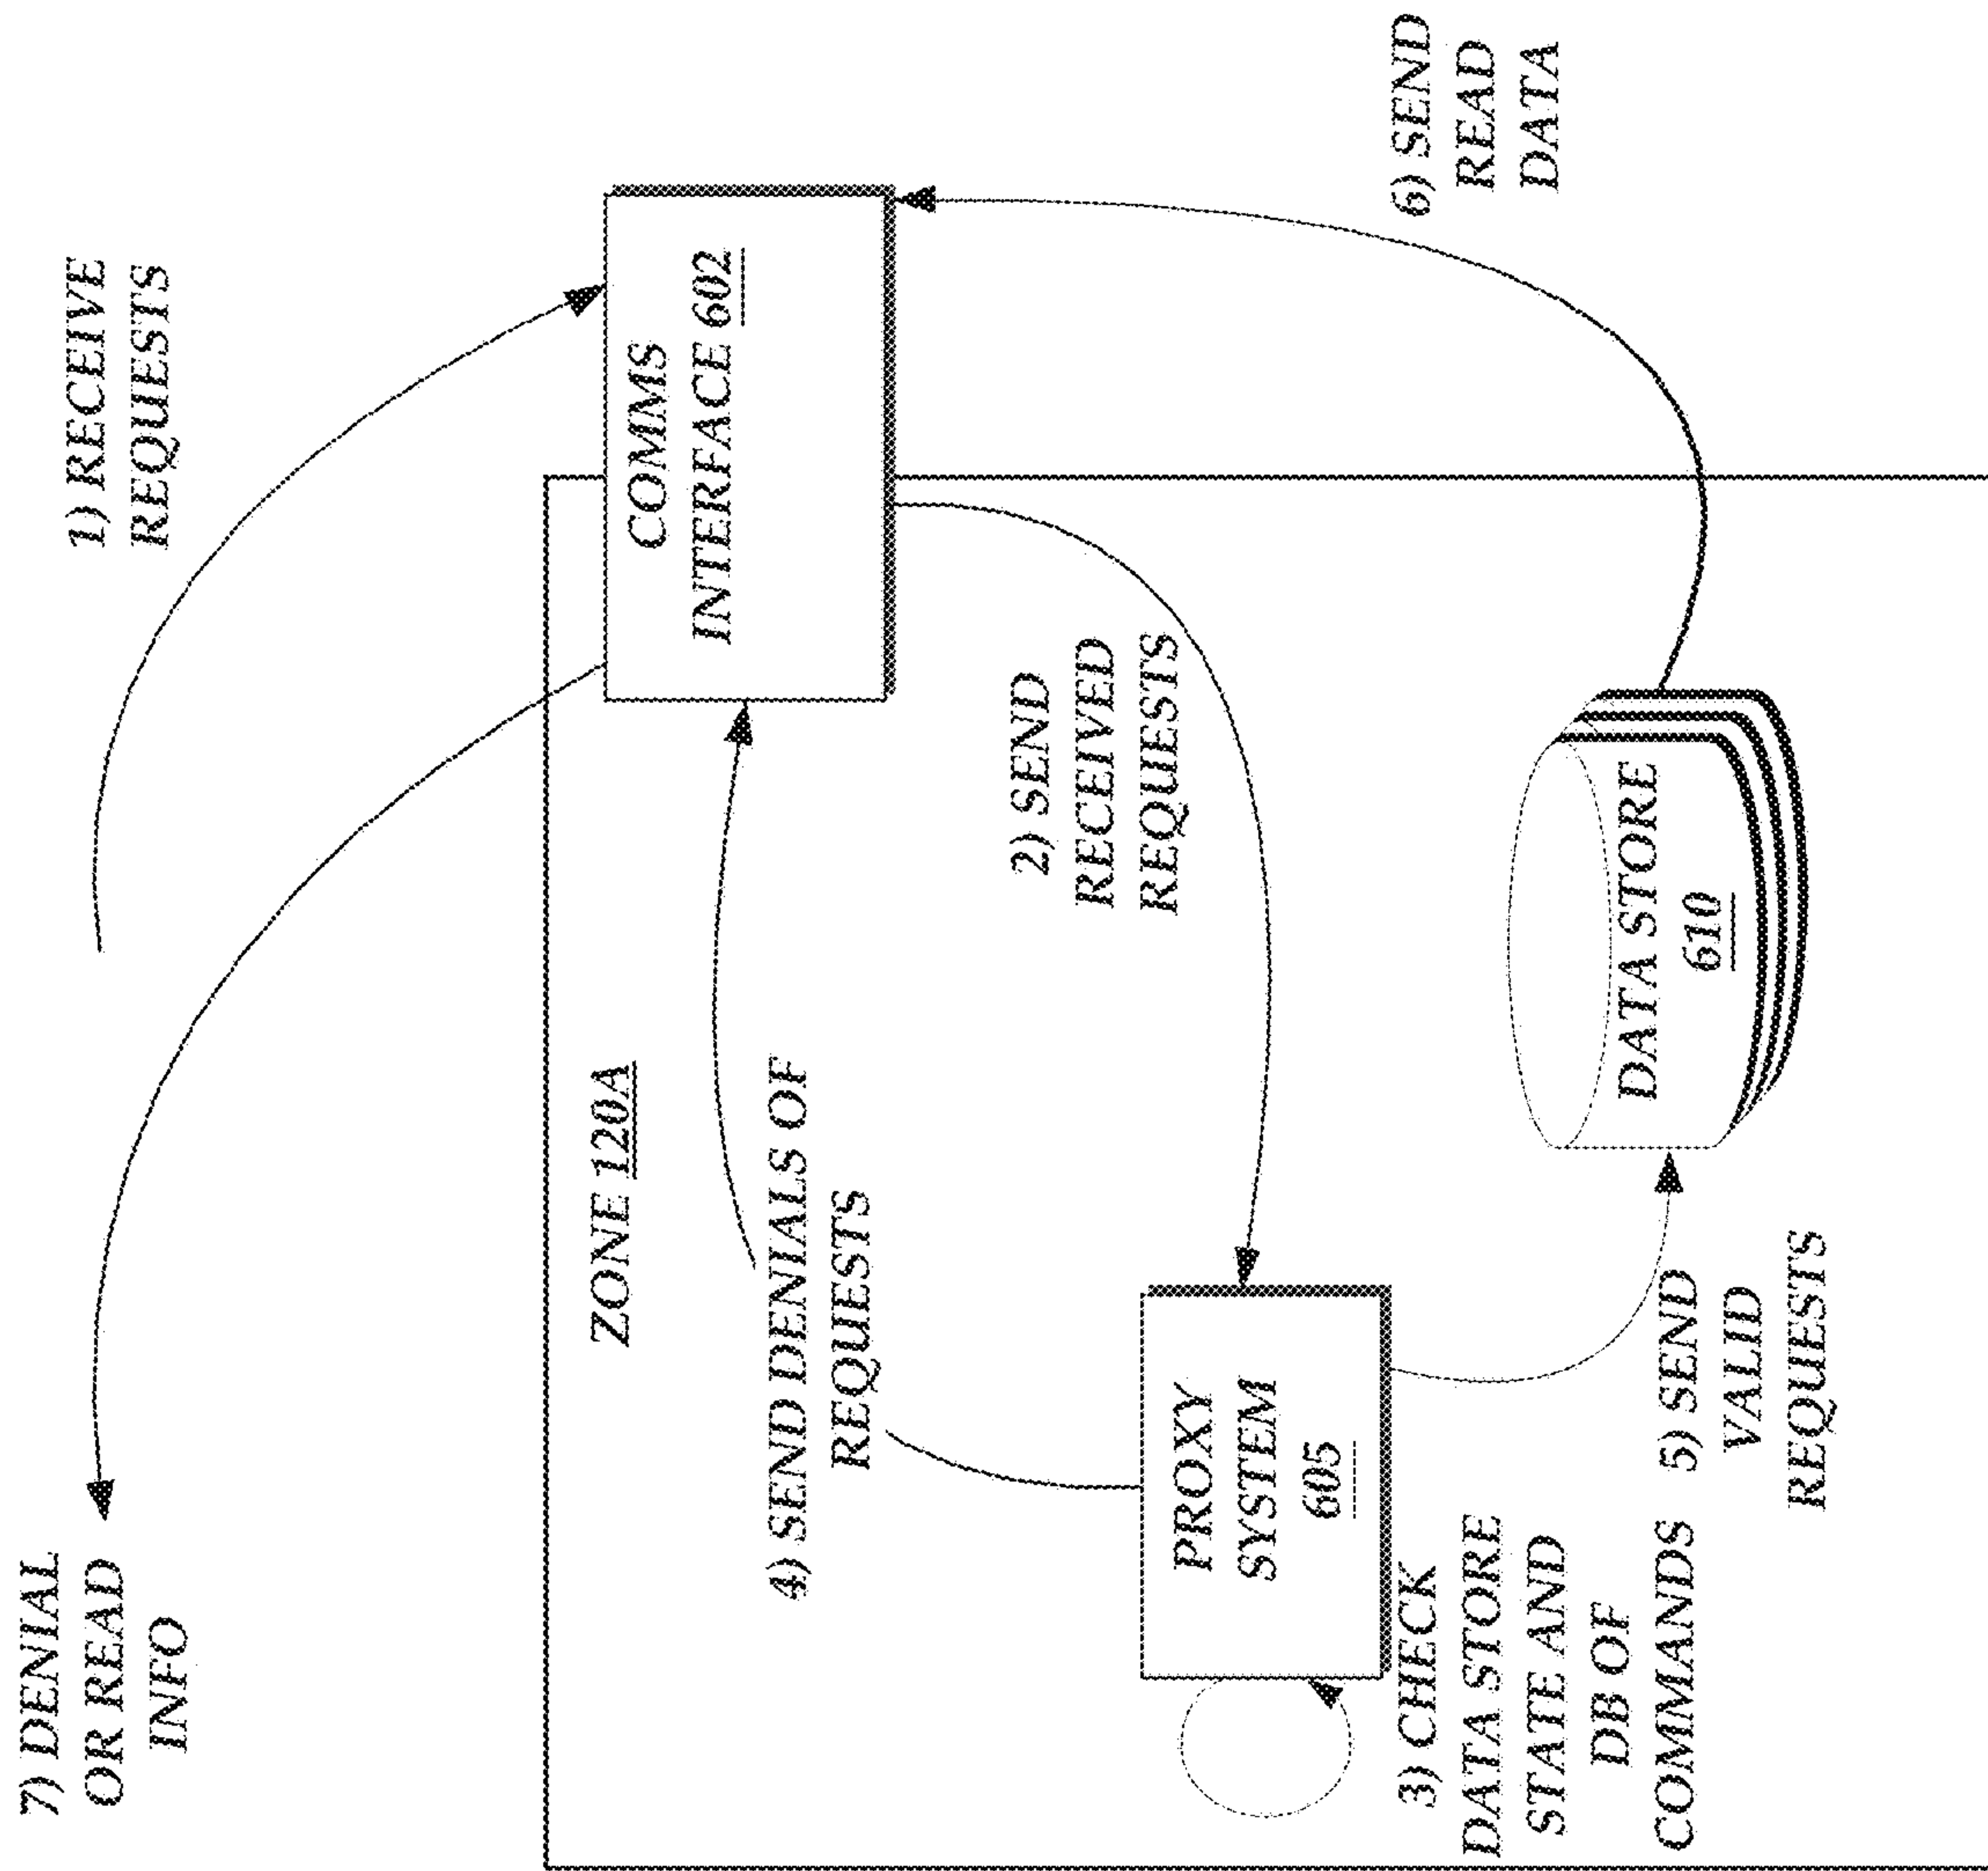 1) RECEIVE
REQUESTS
7) DENIAL
OR READ
INFO
ZONE 120A
COMMS
INTERFACE 602
4) SEND DENIALS OF
REQUESTS
2) SEND
RECEIVED
REQUESTS
PROXY
SYSTEM
605
3) CHECK
DATA STORE
STATE AND
DB OF
COMMANDS
5) SEND
VALID
REQUESTS
DATA STORE
610
6) SEND
READ
DATA